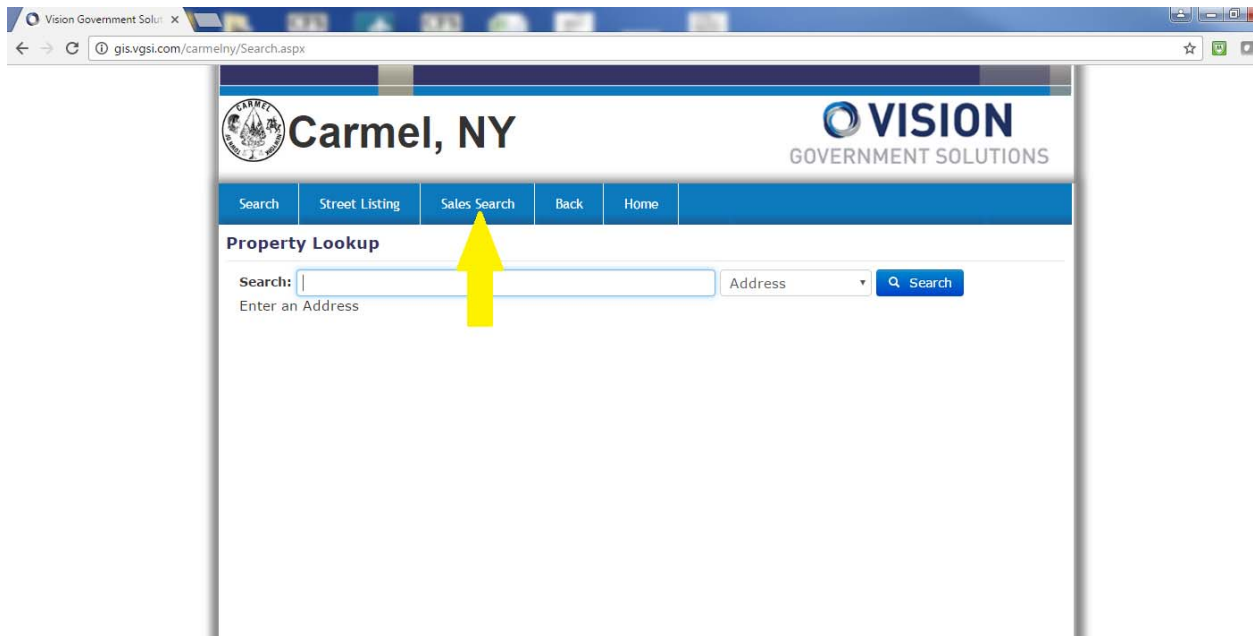 Vision Government Solut
gis.vgsi.com/carmelny/Search.aspx
CARMEL
Carmel, NY
VISION
GOVERNMENT SOLUTIONS
Search Street Listing Sales Search Back Home
Property Lookup
Search: Address Search
Enter an Address